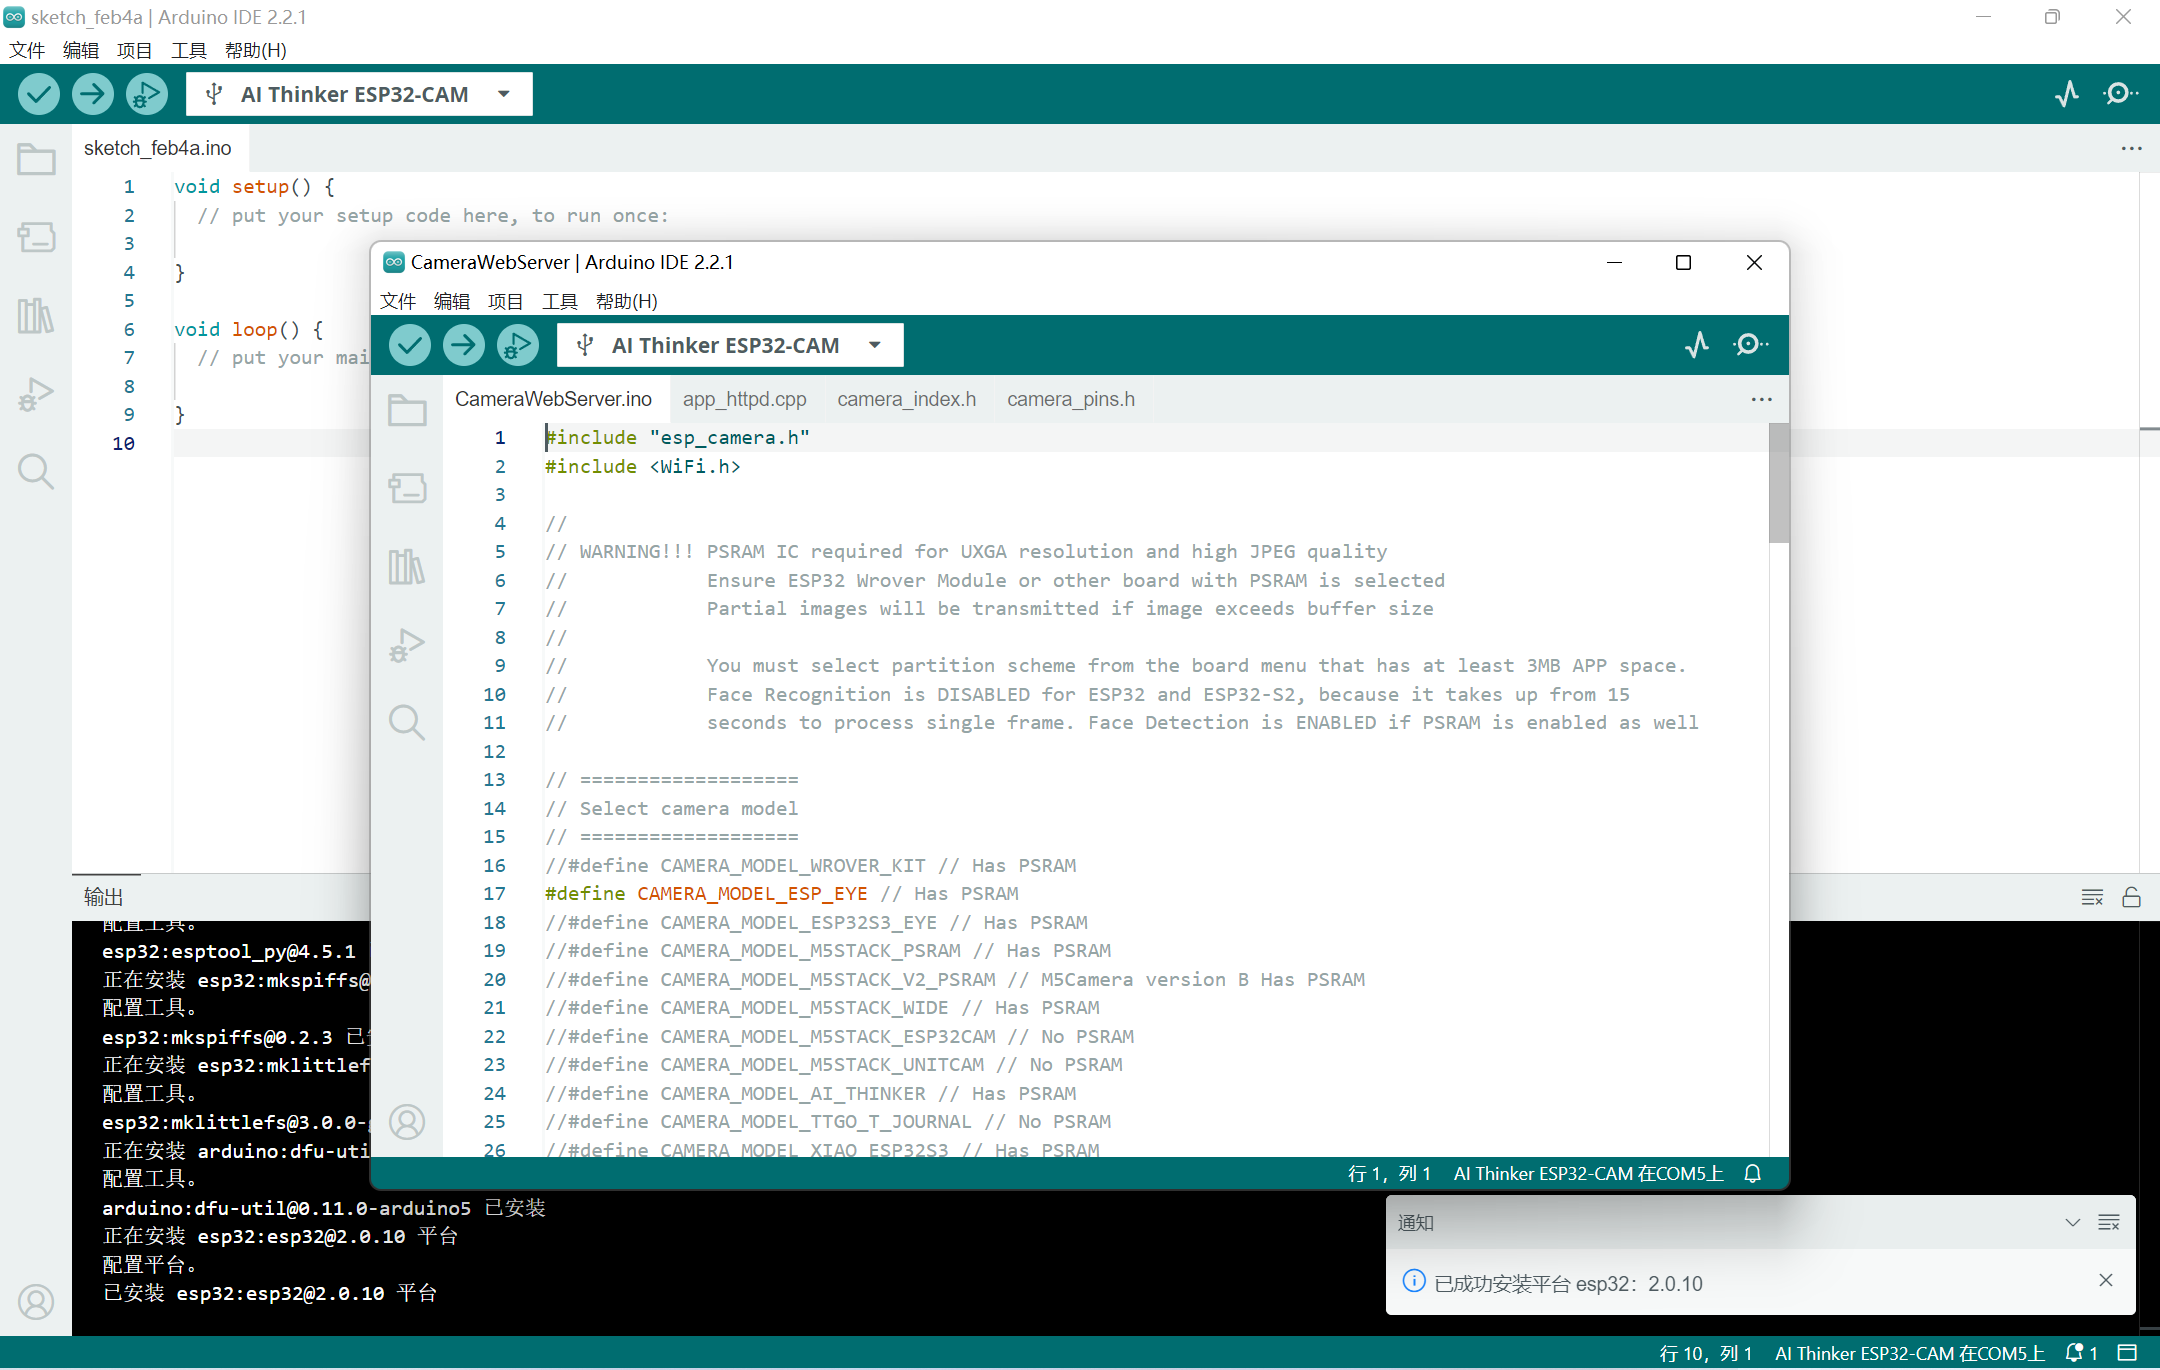 sketch_feb4a | Arduino IDE 2.2.1
文件 编辑 项目 工具 帮助(H)
AI Thinker ESP32-CAM
sketch_feb4a.ino
1 void setup() {
2 // put your setup code here, to run once:
3
4 }
5
6 void loop() {
7 // put your mai
8
9 }
10
CameraWebServer | Arduino IDE 2.2.1
文件 编辑 项目 工具 帮助(H)
AI Thinker ESP32-CAM
CameraWebServer.ino app_httpd.cpp camera_index.h camera_pins.h
1 #include "esp_camera.h"
2 #include <WiFi.h>
3
4 //
5 // WARNING!!! PSRAM IC required for UXGA resolution and high JPEG quality
6 // Ensure ESP32 Wrover Module or other board with PSRAM is selected
7 // Partial images will be transmitted if image exceeds buffer size
8 //
9 // You must select partition scheme from the board menu that has at least 3MB APP space.
10 // Face Recognition is DISABLED for ESP32 and ESP32-S2, because it takes up from 15
11 // seconds to process single frame. Face Detection is ENABLED if PSRAM is enabled as well
12
13 // ===================
14 // Select camera model
15 // ===================
16 //#define CAMERA_MODEL_WROVER_KIT // Has PSRAM
17 #define CAMERA_MODEL_ESP_EYE // Has PSRAM
18 //#define CAMERA_MODEL_ESP32S3_EYE // Has PSRAM
19 //#define CAMERA_MODEL_M5STACK_PSRAM // Has PSRAM
20 //#define CAMERA_MODEL_M5STACK_V2_PSRAM // M5Camera version B Has PSRAM
21 //#define CAMERA_MODEL_M5STACK_WIDE // Has PSRAM
22 //#define CAMERA_MODEL_M5STACK_ESP32CAM // No PSRAM
23 //#define CAMERA_MODEL_M5STACK_UNITCAM // No PSRAM
24 //#define CAMERA_MODEL_AI_THINKER // Has PSRAM
25 //#define CAMERA_MODEL_TTGO_T_JOURNAL // No PSRAM
26 //#define CAMERA_MODEL_XIAO_ESP32S3 // Has PSRAM
行 1，列 1 AI Thinker ESP32-CAM 在COM5上
输出
配置工具。
esp32:esptool_py@4.5.1
正在安装 esp32:mkspiffs@
配置工具。
esp32:mkspiffs@0.2.3 已
正在安装 esp32:mklittlef
配置工具。
esp32:mklittlefs@3.0.0-
正在安装 arduino:dfu-uti
配置工具。
arduino:dfu-util@0.11.0-arduino5 已安装
正在安装 esp32:esp32@2.0.10 平台
配置平台。
已安装 esp32:esp32@2.0.10 平台
通知
已成功安装平台 esp32：2.0.10
行 10，列 1 AI Thinker ESP32-CAM 在COM5上 1